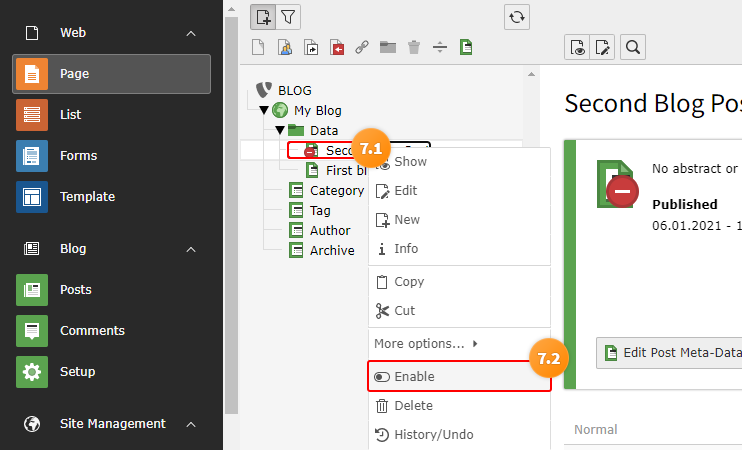 Web
Page
List
Forms
Template
Blog
Posts
Comments
Setup
Site Management
BLOG
My Blog
Data
First bl
Category
Tag
Author
Archive
7.1
Show
Edit
New
Info
Copy
Cut
More options...
7.2
Enable
Delete
History/Undo
Second Blog Pos
No abstract or
Published
06.01.2021 - 1
Edit Post Meta-Data
Normal